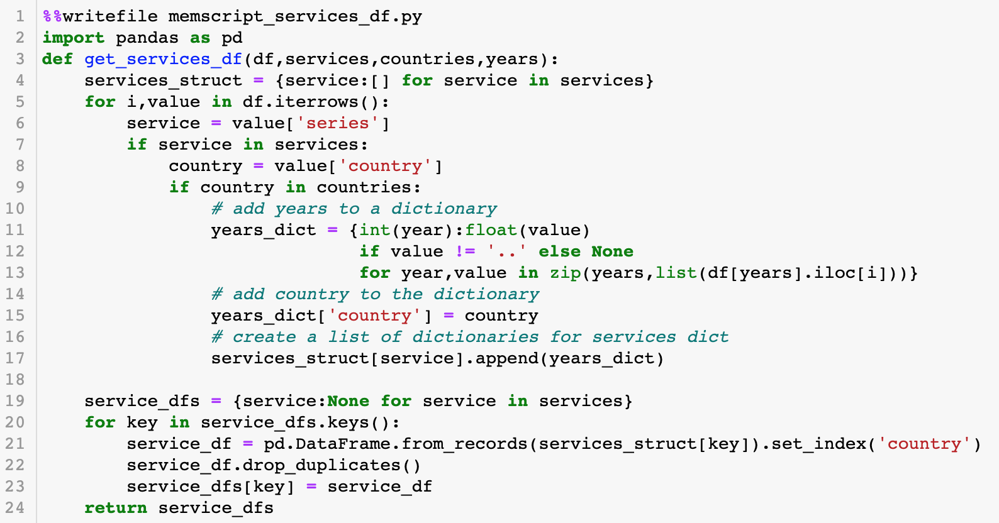 1 %%writefile memscript_services_df.py
2 import pandas as pd
3 def get_services_df(df,services,countries,years):
4     services_struct = {service:[] for service in services}
5     for i,value in df.iterrows():
6         service = value['series']
7         if service in services:
8             country = value['country']
9             if country in countries:
10                 # add years to a dictionary
11                 years_dict = {int(year):float(value)
12                               if value != '..' else None
13                               for year,value in zip(years,list(df[years].iloc[i]))}
14                 # add country to the dictionary
15                 years_dict['country'] = country
16                 # create a list of dictionaries for services dict
17                 services_struct[service].append(years_dict)
18
19     service_dfs = {service:None for service in services}
20     for key in service_dfs.keys():
21         service_df = pd.DataFrame.from_records(services_struct[key]).set_index('country')
22         service_df.drop_duplicates()
23         service_dfs[key] = service_df
24     return service_dfs